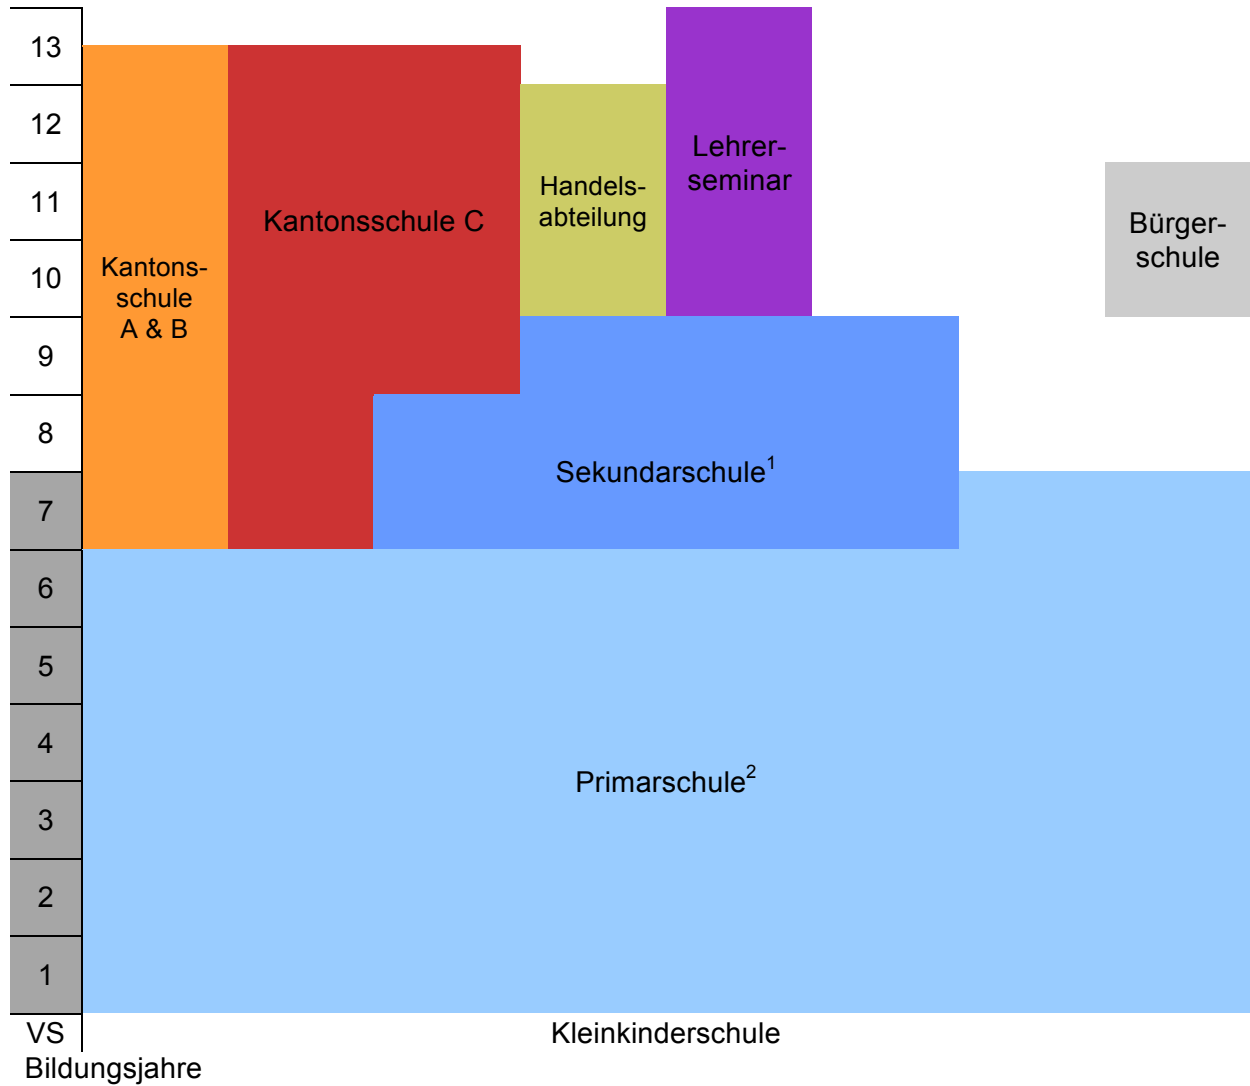 13
12
11
10
9
8
7
6
5
4
3
2
1
VS
Bildungsjahre
Kantons-
schule
A & B
Kantonsschule C
Handels-
abteilung
Lehrer-
seminar
Bürger-
schule
Sekundarschule¹
Primarschule²
Kleinkinderschule